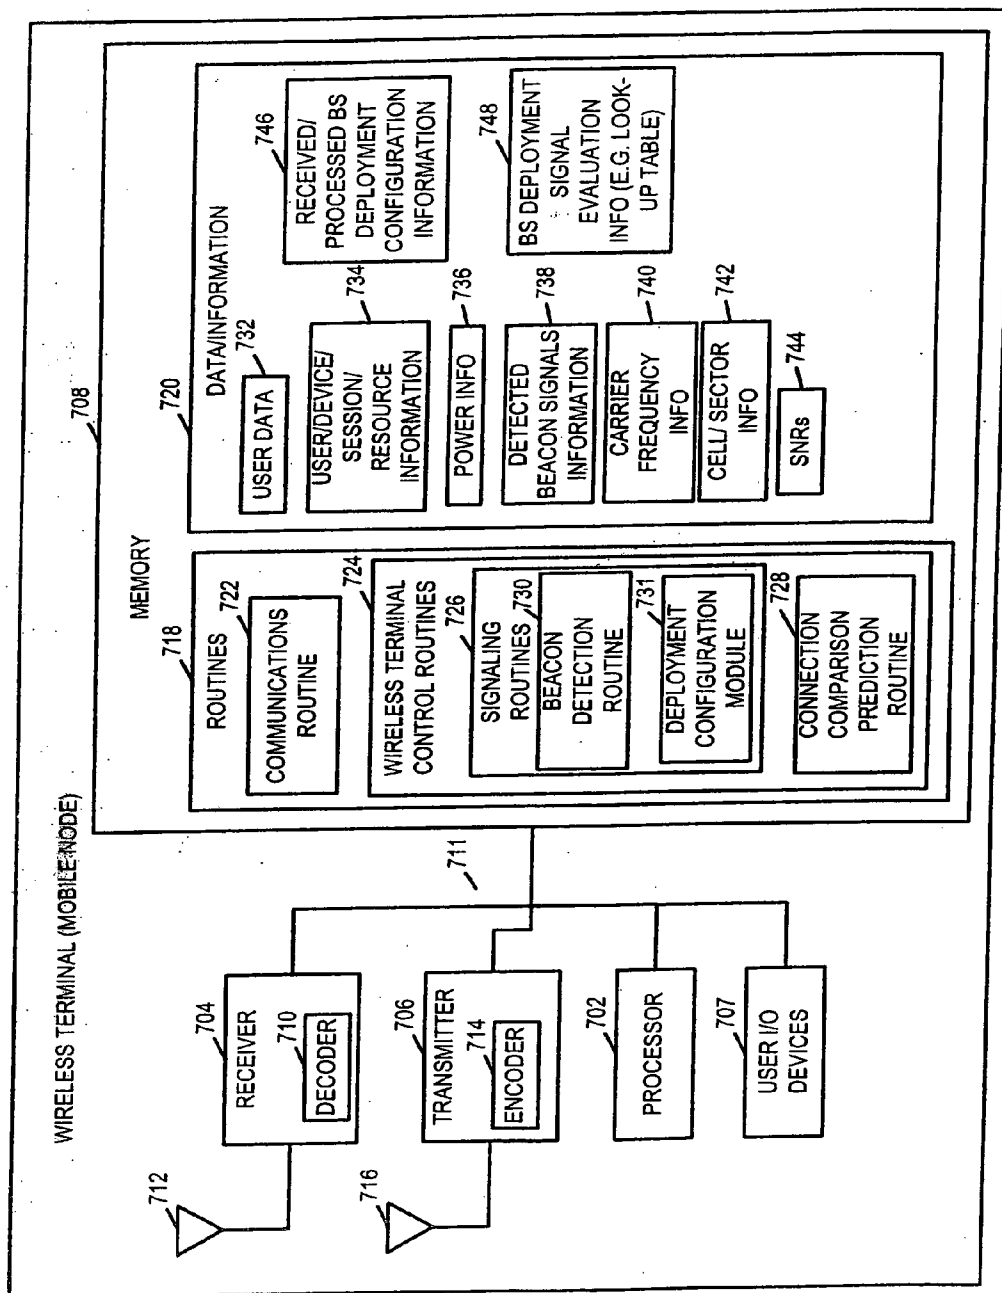 WIRELESS TERMINAL (MOBILE NODE)
712
704
RECEIVER
710
DECODER
716
706
TRANSMITTER
714
ENCODER
702
PROCESSOR
707
USER I/O
DEVICES
711
708
MEMORY
718
ROUTINES
722
COMMUNICATIONS
ROUTINE
724
WIRELESS TERMINAL
CONTROL ROUTINES
726
SIGNALING
ROUTINES
730
BEACON
DETECTION
ROUTINE
731
DEPLOYMENT
CONFIGURATION
MODULE
728
CONNECTION
COMPARISON
PREDICTION
ROUTINE
720
DATA/INFORMATION
732
USER DATA
734
USER/DEVICE/
SESSION/
RESOURCE
INFORMATION
736
POWER INFO
738
DETECTED
BEACON SIGNALS
INFORMATION
740
CARRIER
FREQUENCY
INFO
742
CELL/ SECTOR
INFO
744
SNRs
746
RECEIVED/
PROCESSED BS
DEPLOYMENT
CONFIGURATION
INFORMATION
748
BS DEPLOYMENT
SIGNAL
EVALUATION
INFO (E.G. LOOK-
UP TABLE)